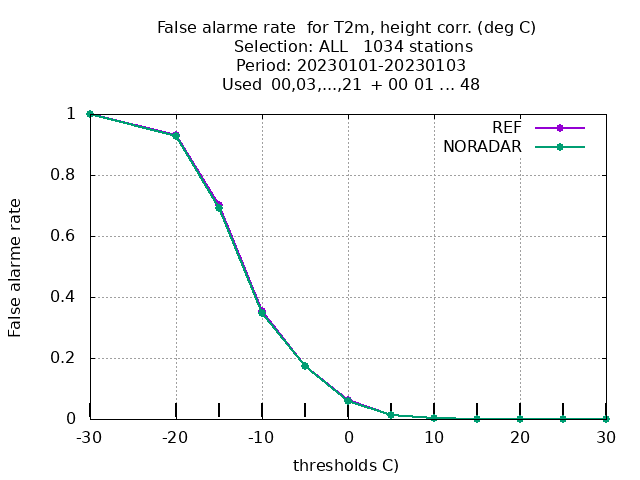 False alarme rate  for T2m, height corr. (deg C)
Selection: ALL   1034 stations
Period: 20230101-20230103
Used  00,03,...,21  + 00 01 ... 48
REF
NORADAR
1
0.8
0.6
0.4
0.2
0
False alarme rate
-30 -20 -10 0 10 20 30
thresholds C)